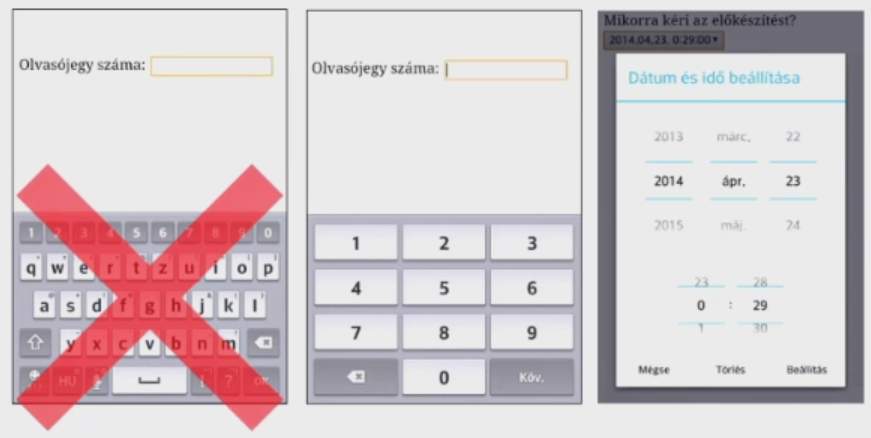 Olvasójegy száma:
1 2 3 4 5 6 7 8 9 0
q w e r t z u i o p
a s d f g h j k l
y x c v b n m
HU ! ? OK
Olvasójegy száma:
1 2 3
4 5 6
7 8 9
0 Köv.
Mikorra kéri az előkészítést?
2014.04.23. 0:29:00
Dátum és idő beállítása
2013 márc. 22
2014 ápr. 23
2015 máj. 24
23 28
0 : 29
1 30
Mégse Törlés Beállítás